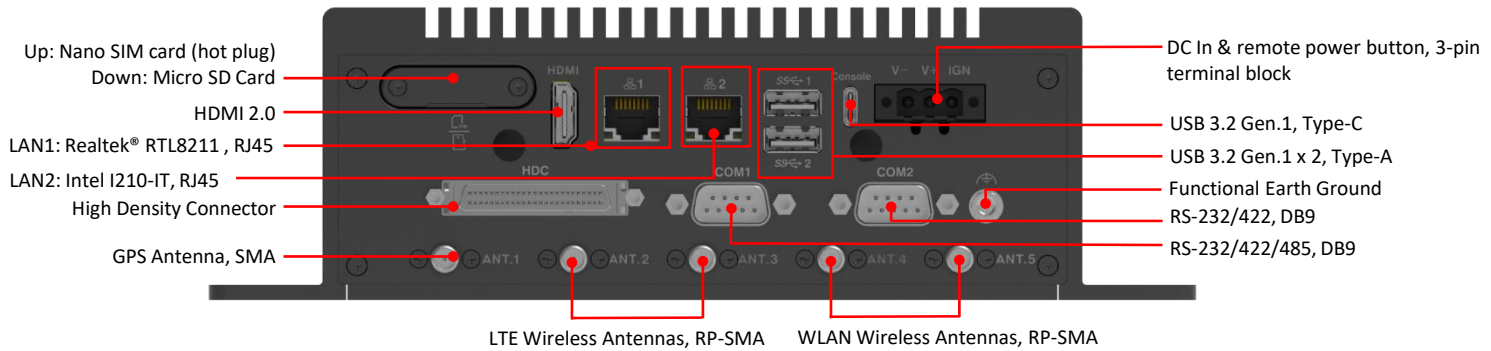 Up: Nano SIM card (hot plug)
Down: Micro SD Card
HDMI 2.0
LAN1: Realtek® RTL8211 , RJ45
LAN2: Intel I210-IT, RJ45
High Density Connector
GPS Antenna, SMA
HDMI
1
2
SS 1
SS 2
Console
V- V+ IGN
HDC
COM1
COM2
ANT.1
ANT.2
ANT.3
ANT.4
ANT.5
DC In & remote power button, 3-pin
terminal block
USB 3.2 Gen.1, Type-C
USB 3.2 Gen.1 x 2, Type-A
Functional Earth Ground
RS-232/422, DB9
RS-232/422/485, DB9
LTE Wireless Antennas, RP-SMA
WLAN Wireless Antennas, RP-SMA